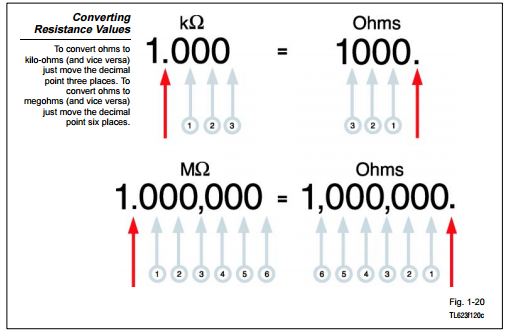 Converting
Resistance Values
To convert ohms to
kilo-ohms (and vice versa)
just move the decimal
point three places. To
convert ohms to
megohms (and vice versa)
just move the decimal
point six places.
kΩ Ohms
1.000 = 1000.
1 2 3 3 2 1
MΩ Ohms
1.000,000 = 1,000,000.
1 2 3 4 5 6 6 5 4 3 2 1
Fig. 1-20
TL623f120c